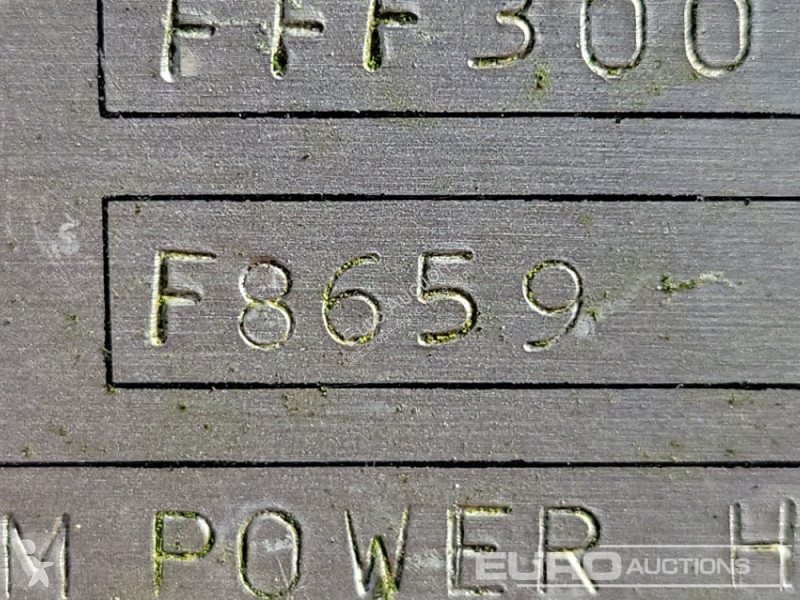 FFF300
F8659
M POWER H
EURO AUCTIONS